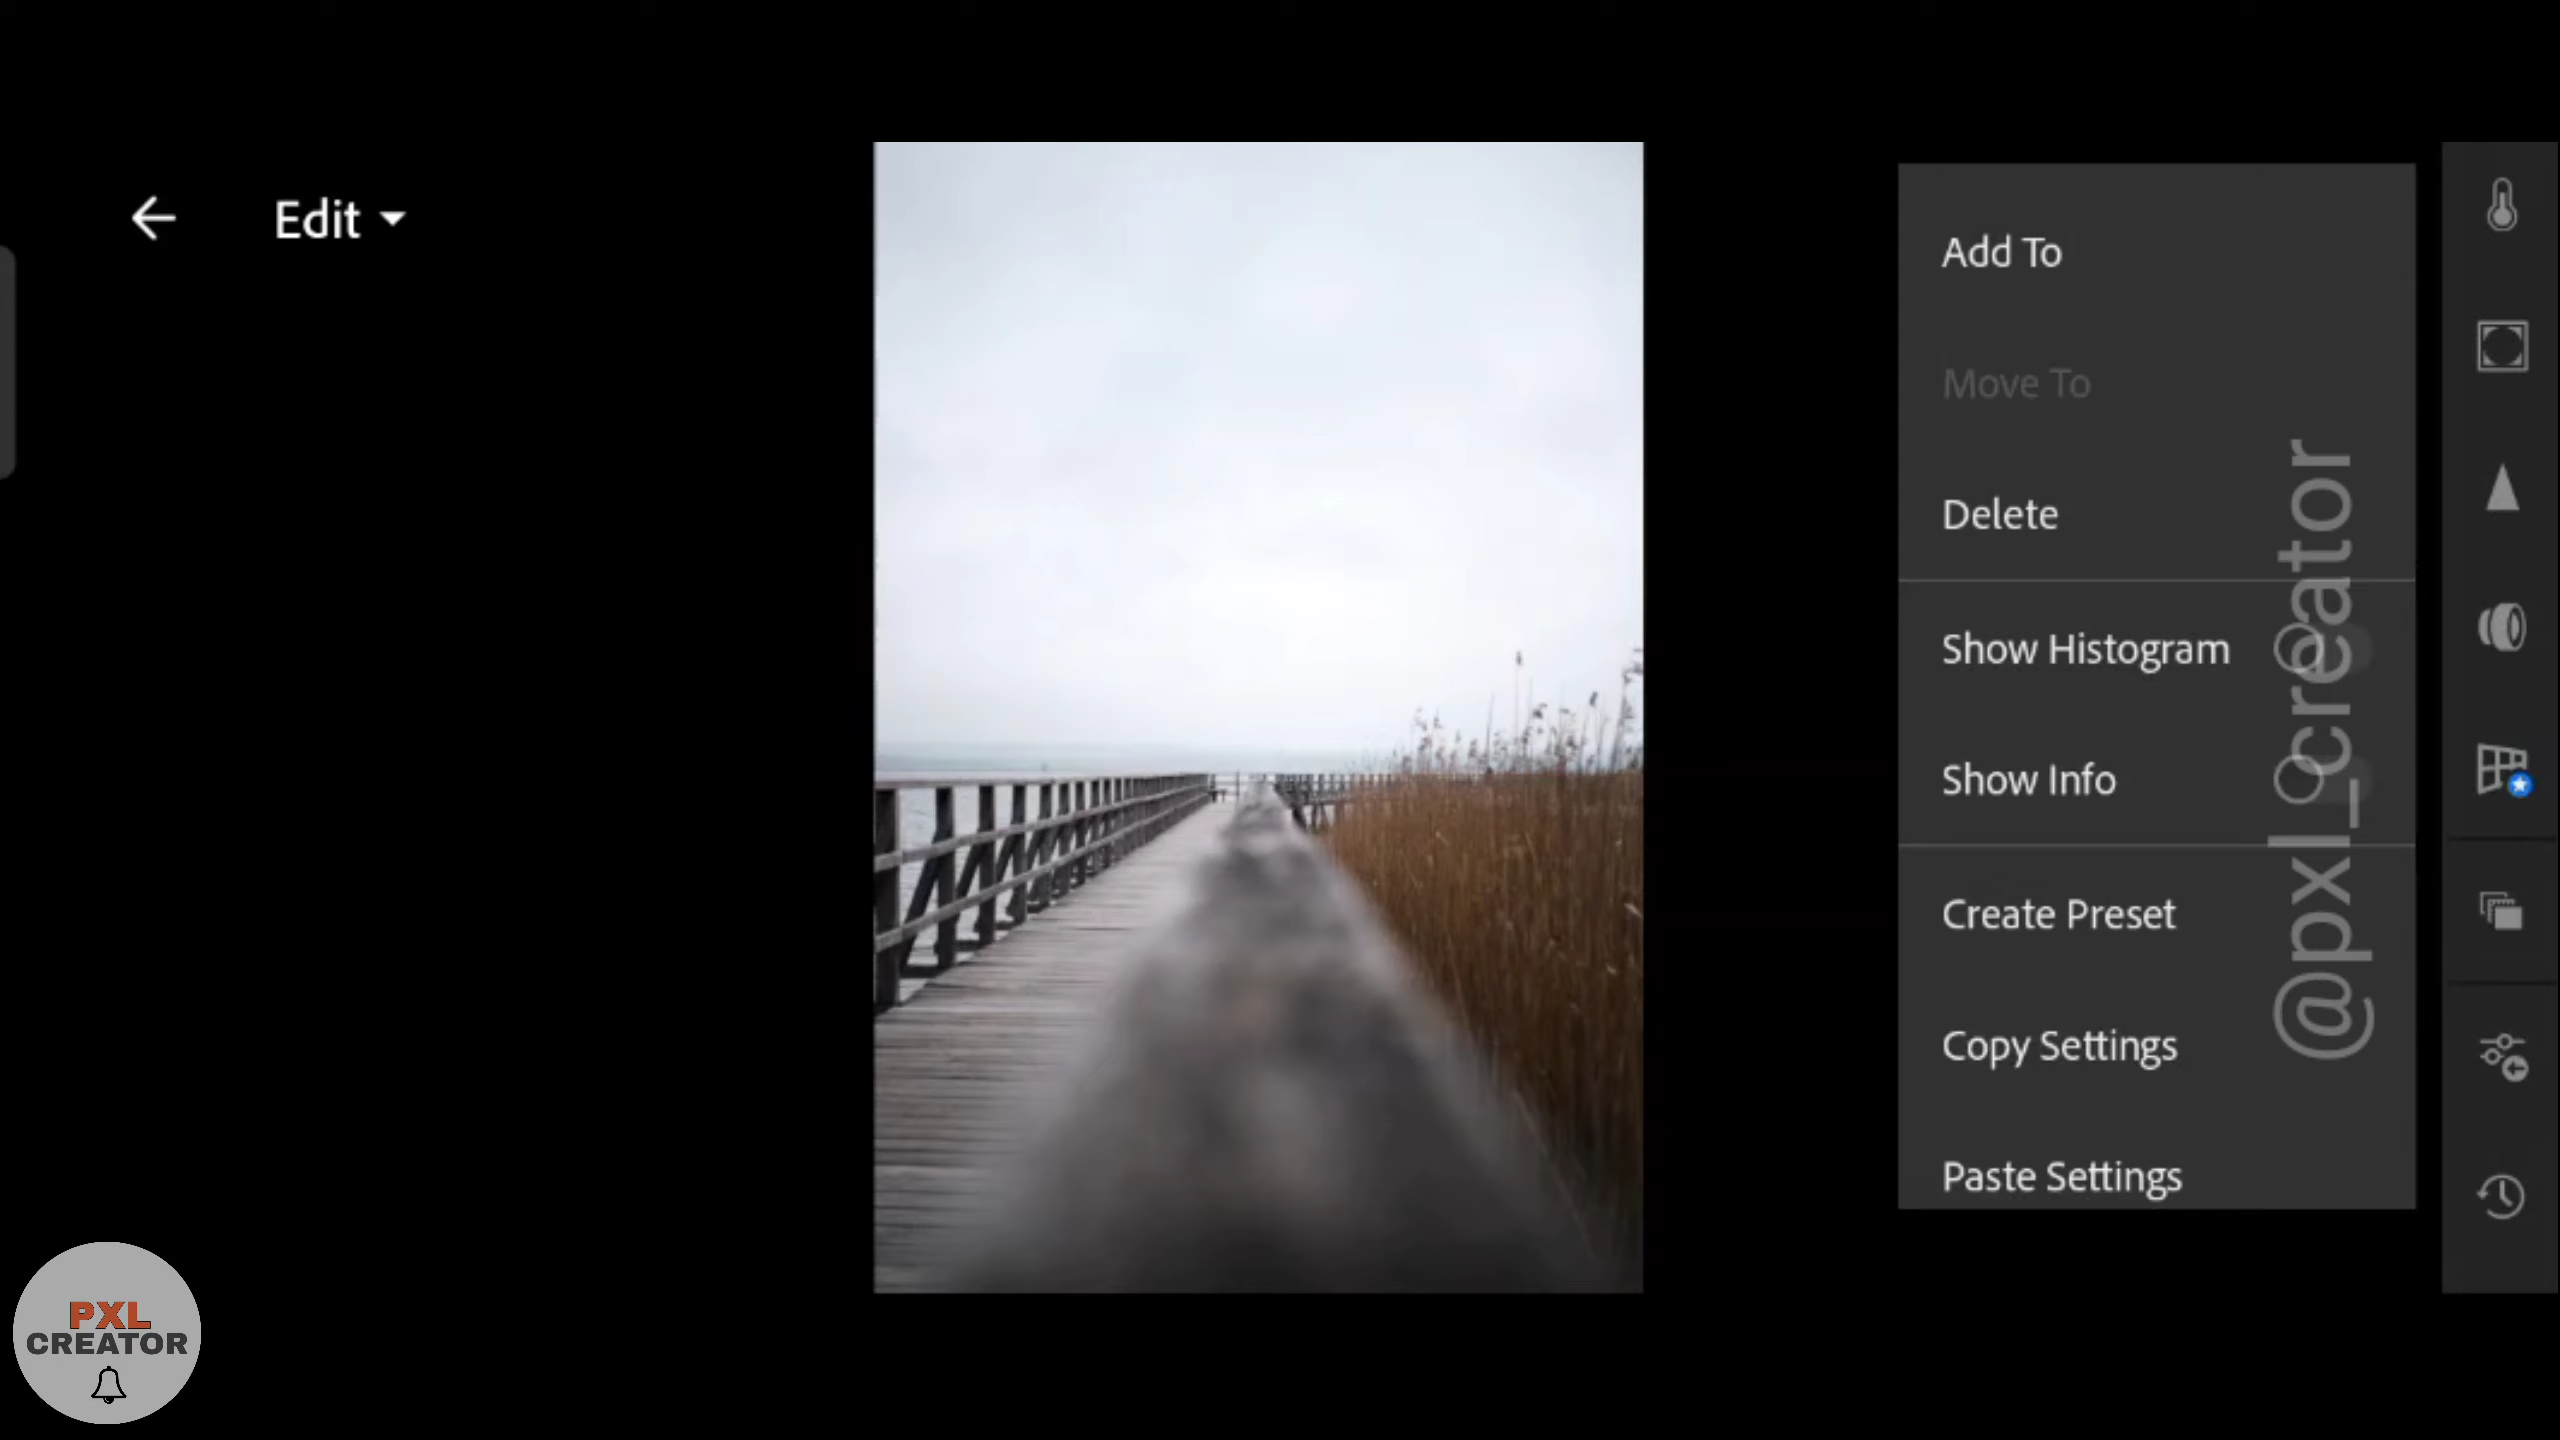 Edit
Add To
Move To
Delete
Show Histogram
Show Info
Create Preset
Copy Settings
Paste Settings
@pxl_creator
PXL
CREATOR